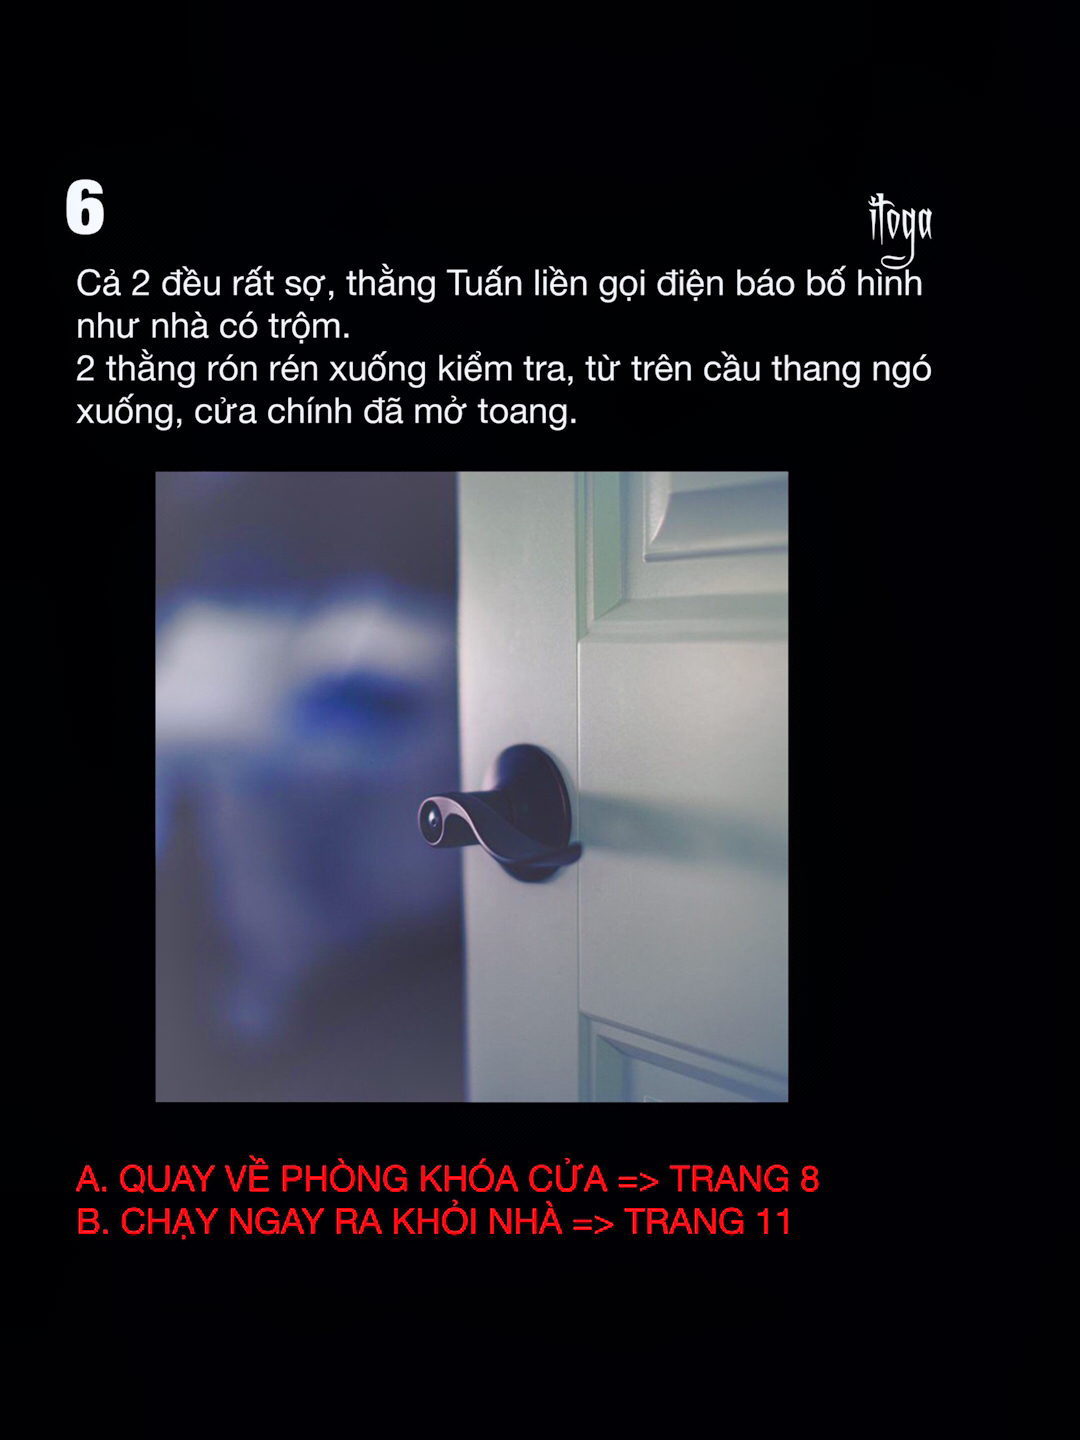 6
itoga
Cả 2 đều rất sợ, thằng Tuấn liền gọi điện báo bố hình
như nhà có trộm.
2 thằng rón rén xuống kiểm tra, từ trên cầu thang ngó
xuống, cửa chính đã mở toang.
A. QUAY VỀ PHÒNG KHÓA CỬA => TRANG 8
B. CHẠY NGAY RA KHỎI NHÀ => TRANG 11